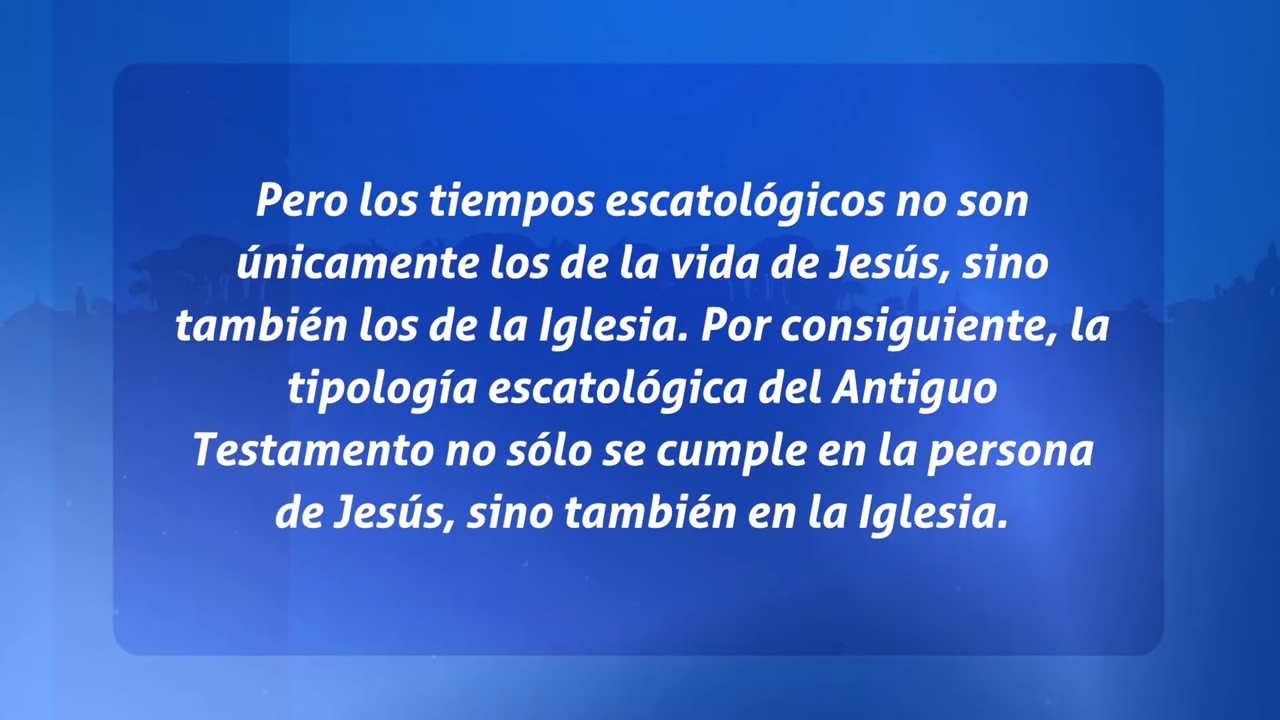 Pero los tiempos escatológicos no son
únicamente los de la vida de Jesús, sino
también los de la Iglesia. Por consiguiente, la
tipología escatológica del Antiguo
Testamento no sólo se cumple en la persona
de Jesús, sino también en la Iglesia.